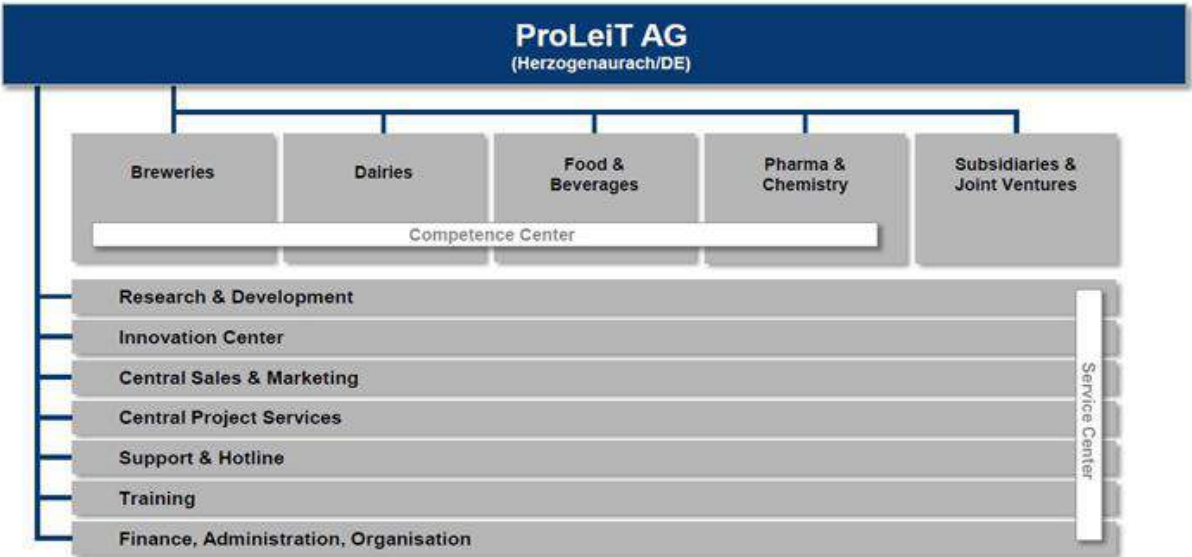 ProLeiT AG
(Herzogenaurach/DE)
Breweries
Dairies
Food &
Beverages
Pharma &
Chemistry
Subsidiaries &
Joint Ventures
Competence Center
Research & Development
Innovation Center
Central Sales & Marketing
Central Project Services
Support & Hotline
Training
Finance, Administration, Organisation
Service Center